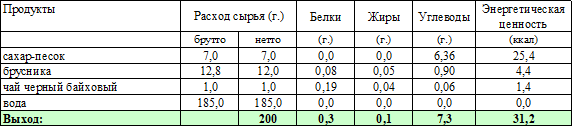 Продукты Расход сырья (г.) Белки Жиры Углеводы Энергетическая ценность
брутто нетто (г.) (г.) (г.) (ккал)
сахар-песок 7,0 7,0 0,0 0,0 6,36 25,4
брусника 12,8 12,0 0,08 0,05 0,90 4,4
чай черный байховый 1,0 1,0 0,19 0,04 0,06 1,4
вода 185,0 185,0 0,0 0,0 0,0 0,0
Выход: 200 0,3 0,1 7,3 31,2